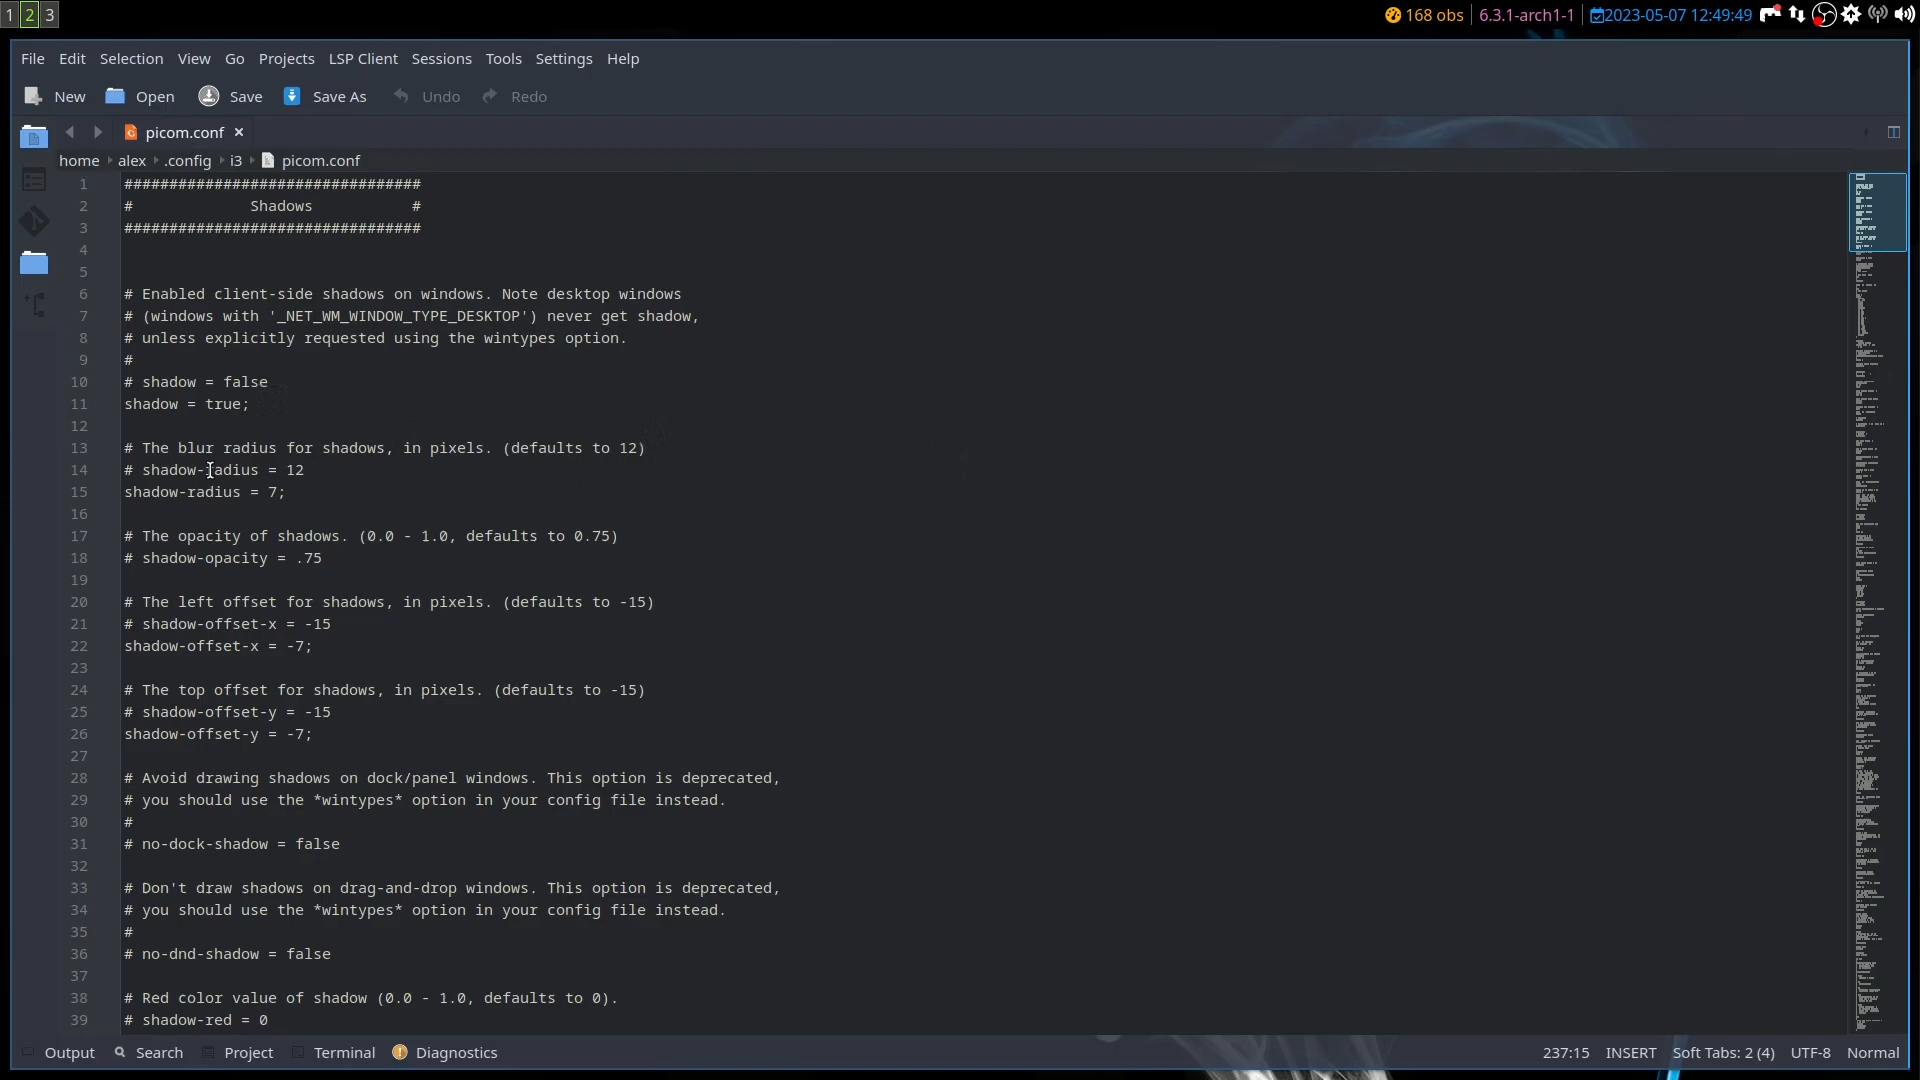 1 2 3 168 obs 6.3.1-arch1-1 2023-05-07 12:49:49
File Edit Selection View Go Projects LSP Client Sessions Tools Settings Help
New Open Save Save As Undo Redo
picom.conf
home alex .config i3 picom.conf
1 #################################
2 # Shadows #
3 #################################
4
5
6 # Enabled client-side shadows on windows. Note desktop windows
7 # (windows with '_NET_WM_WINDOW_TYPE_DESKTOP') never get shadow,
8 # unless explicitly requested using the wintypes option.
9 #
10 # shadow = false
11 shadow = true;
12
13 # The blur radius for shadows, in pixels. (defaults to 12)
14 # shadow-radius = 12
15 shadow-radius = 7;
16
17 # The opacity of shadows. (0.0 - 1.0, defaults to 0.75)
18 # shadow-opacity = .75
19
20 # The left offset for shadows, in pixels. (defaults to -15)
21 # shadow-offset-x = -15
22 shadow-offset-x = -7;
23
24 # The top offset for shadows, in pixels. (defaults to -15)
25 # shadow-offset-y = -15
26 shadow-offset-y = -7;
27
28 # Avoid drawing shadows on dock/panel windows. This option is deprecated,
29 # you should use the *wintypes* option in your config file instead.
30 #
31 # no-dock-shadow = false
32
33 # Don't draw shadows on drag-and-drop windows. This option is deprecated,
34 # you should use the *wintypes* option in your config file instead.
35 #
36 # no-dnd-shadow = false
37
38 # Red color value of shadow (0.0 - 1.0, defaults to 0).
39 # shadow-red = 0
Output Search Project Terminal Diagnostics 237:15 INSERT Soft Tabs: 2 (4) UTF-8 Normal